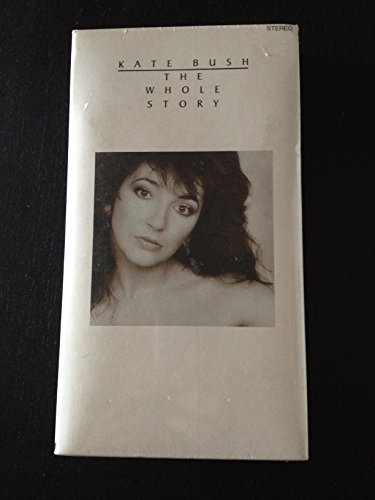 STEREO
KATE BUSH
THE
WHOLE
STORY